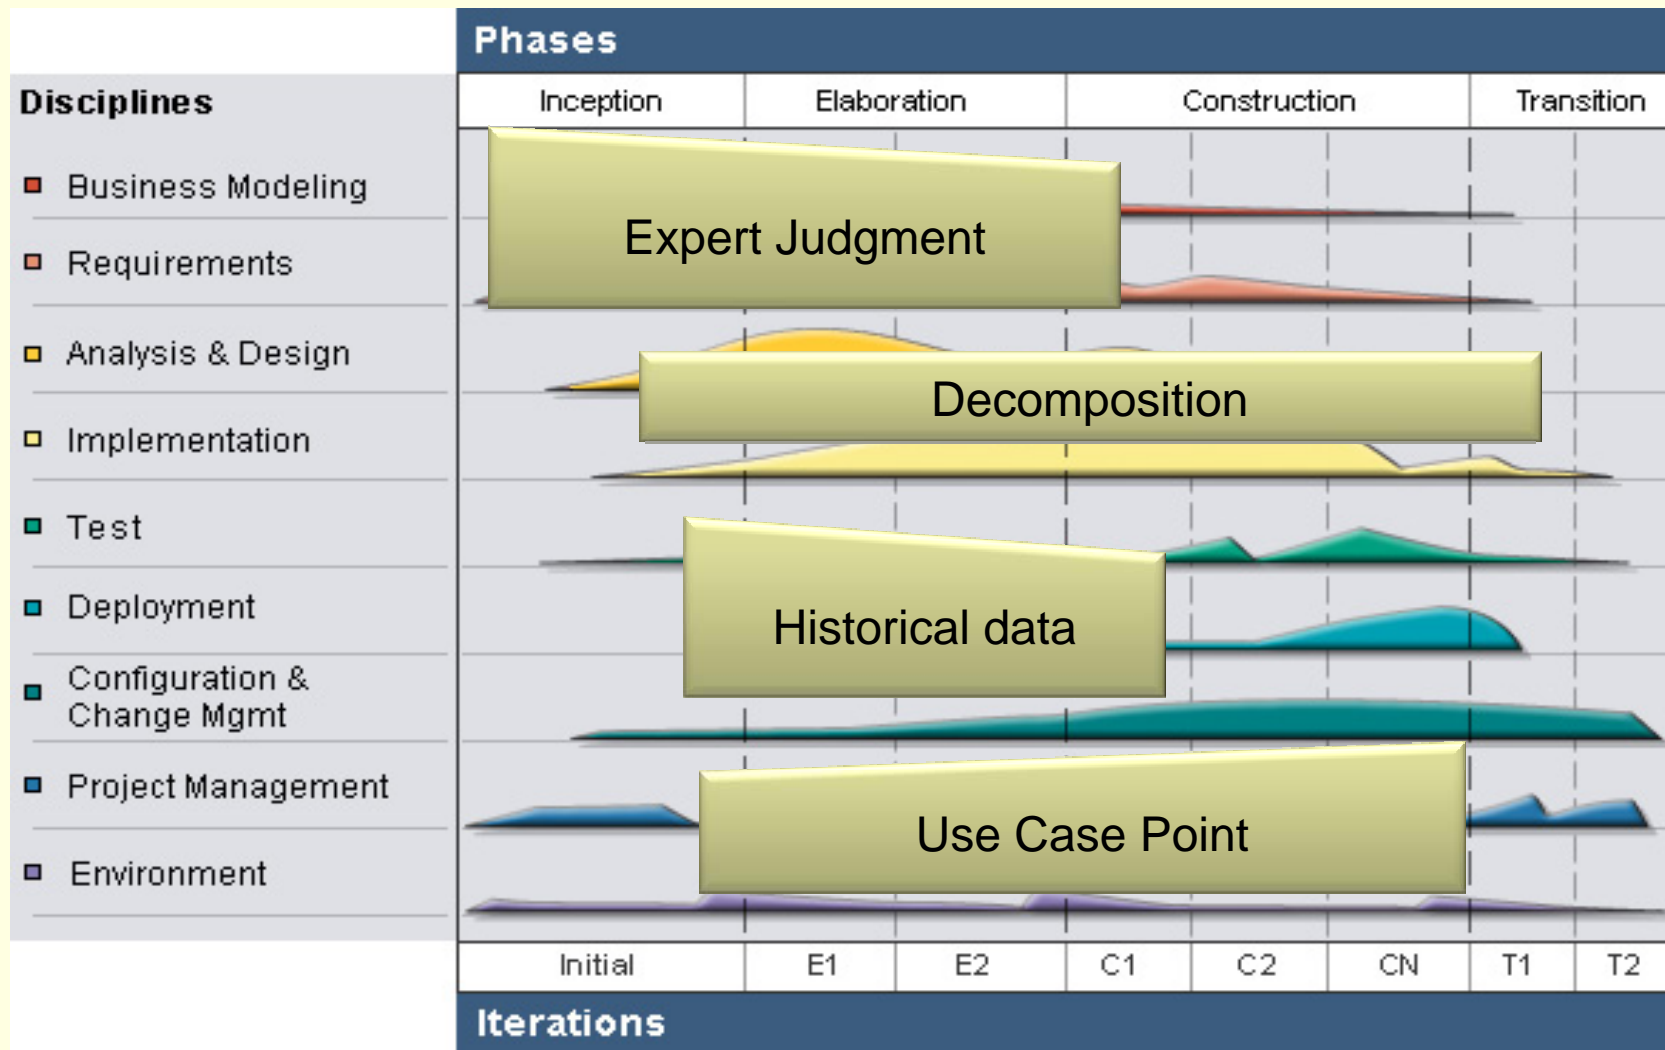 Phases
Disciplines
Inception
Elaboration
Construction
Transition
Business Modeling
Requirements
Analysis & Design
Implementation
Test
Deployment
Configuration &
Change Mgmt
Project Management
Environment
Expert Judgment
Decomposition
Historical data
Use Case Point
Initial
E1
E2
C1
C2
CN
T1
T2
Iterations